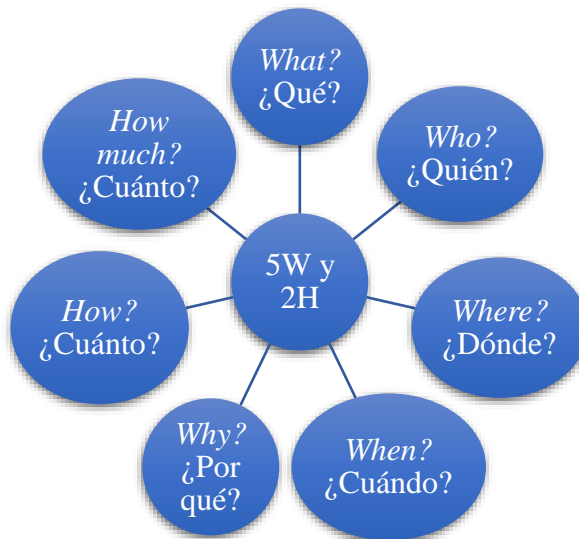 What?
¿Qué?
Who?
¿Quién?
Where?
¿Dónde?
When?
¿Cuándo?
Why?
¿Por
qué?
How?
¿Cuánto?
How
much?
¿Cuánto?
5W y
2H